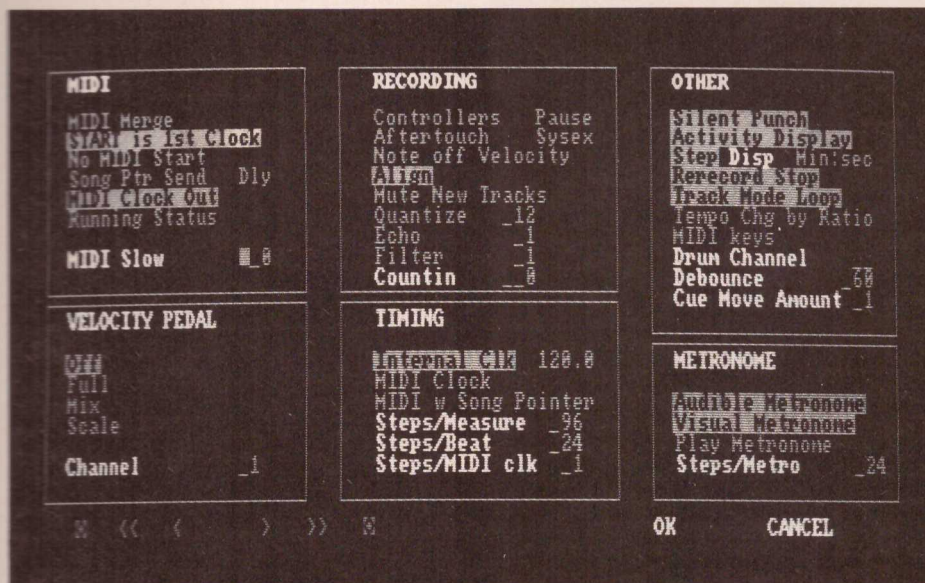 MIDI
MIDI Merge
START is 1st Clock
No MIDI Start
Song Ptr Send Dly
MIDI Clock Out
Running Status
MIDI Slow _0
RECORDING
Controllers Pause
Aftertouch Sysex
Note off Velocity
Align
Mute New Tracks
Quantize _12
Echo _1
Filter _1
Countin __0
OTHER
Silent Punch
Activity Display
Step Disp Min:sec
Rerecord Stop
Track Mode Loop
Tempo Chg by Ratio
MIDI keys
Drum Channel __
Debounce _60
Cue Move Amount _1
VELOCITY PEDAL
Off
Full
Mix
Scale
Channel _1
TIMING
Internal Clk 120.0
MIDI Clock
MIDI w Song Pointer
Steps/Measure _96
Steps/Beat _24
Steps/MIDI clk _1
METRONOME
Audible Metronome
Visual Metronome
Play Metronome
Steps/Metro _24
<< < > >> OK CANCEL